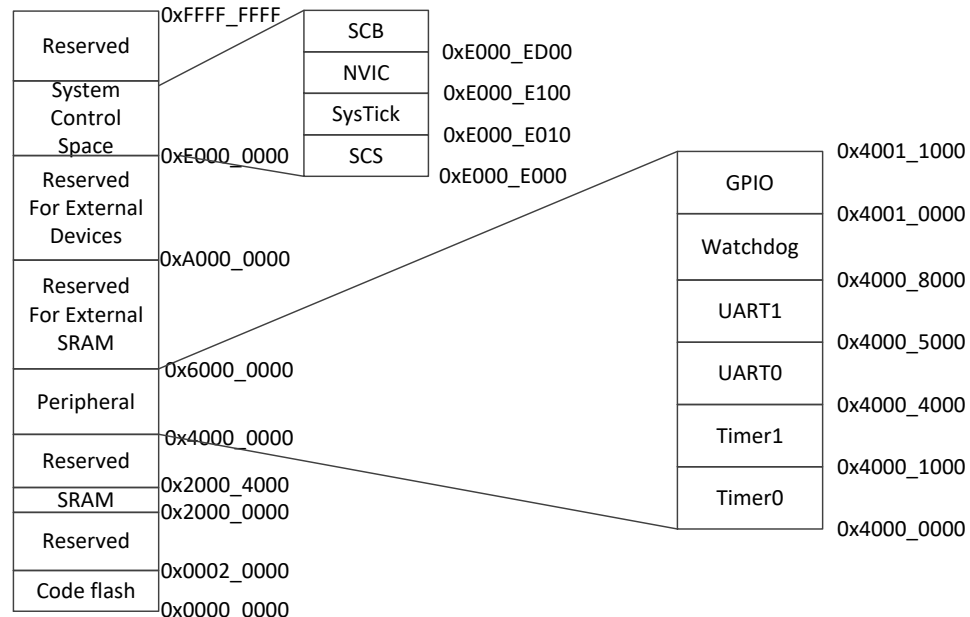 0xFFFF_FFFF
Reserved
System
Control
Space
0xE000_0000
Reserved
For External
Devices
0xA000_0000
Reserved
For External
SRAM
0x6000_0000
Peripheral
0x4000_0000
Reserved
0x2000_4000
SRAM
0x2000_0000
Reserved
0x0002_0000
Code flash
0x0000_0000
SCB
0xE000_ED00
NVIC
0xE000_E100
SysTick
0xE000_E010
SCS
0xE000_E000
0x4001_1000
GPIO
0x4001_0000
Watchdog
0x4000_8000
UART1
0x4000_5000
UART0
0x4000_4000
Timer1
0x4000_1000
Timer0
0x4000_0000